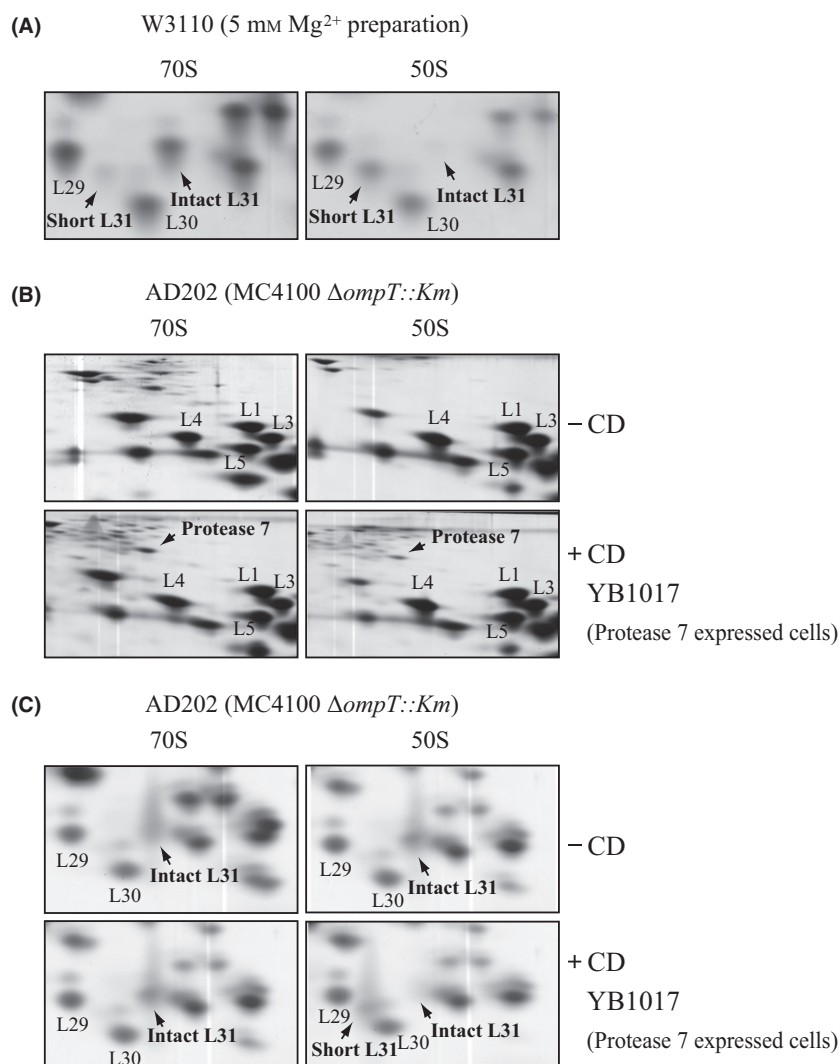 (A)
W3110 (5 mM Mg²⁺ preparation)
70S 50S
L29
Short L31
Intact L31
L30
L29
Short L31
Intact L31
L30
(B)
AD202 (MC4100 ΔompT::Km)
70S 50S
L4
L1
L3
L5
L4
L1
L3
L5
– CD
Protease 7
L4
L1
L3
L5
Protease 7
L4
L1
L3
L5
+ CD
YB1017
(Protease 7 expressed cells)
(C)
AD202 (MC4100 ΔompT::Km)
70S 50S
L29
L30
Intact L31
L29
L30
Intact L31
– CD
L29
L30
Intact L31
L29
Short L31
L30
Intact L31
+ CD
YB1017
(Protease 7 expressed cells)